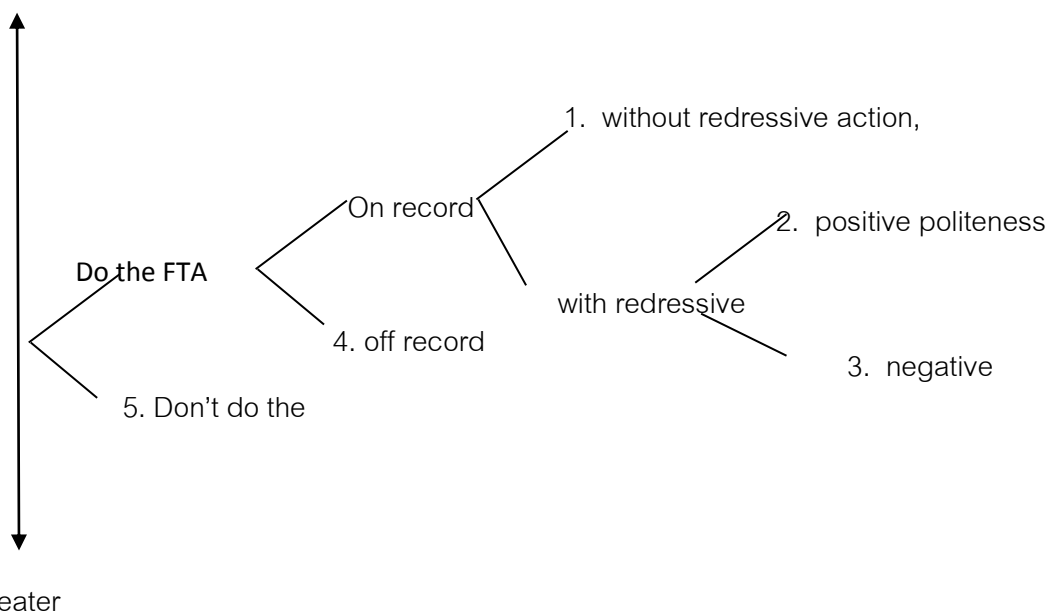 1. without redressive action,
On record
2. positive politeness
Do the FTA
with redressive
4. off record
3. negative
5. Don't do the
eater